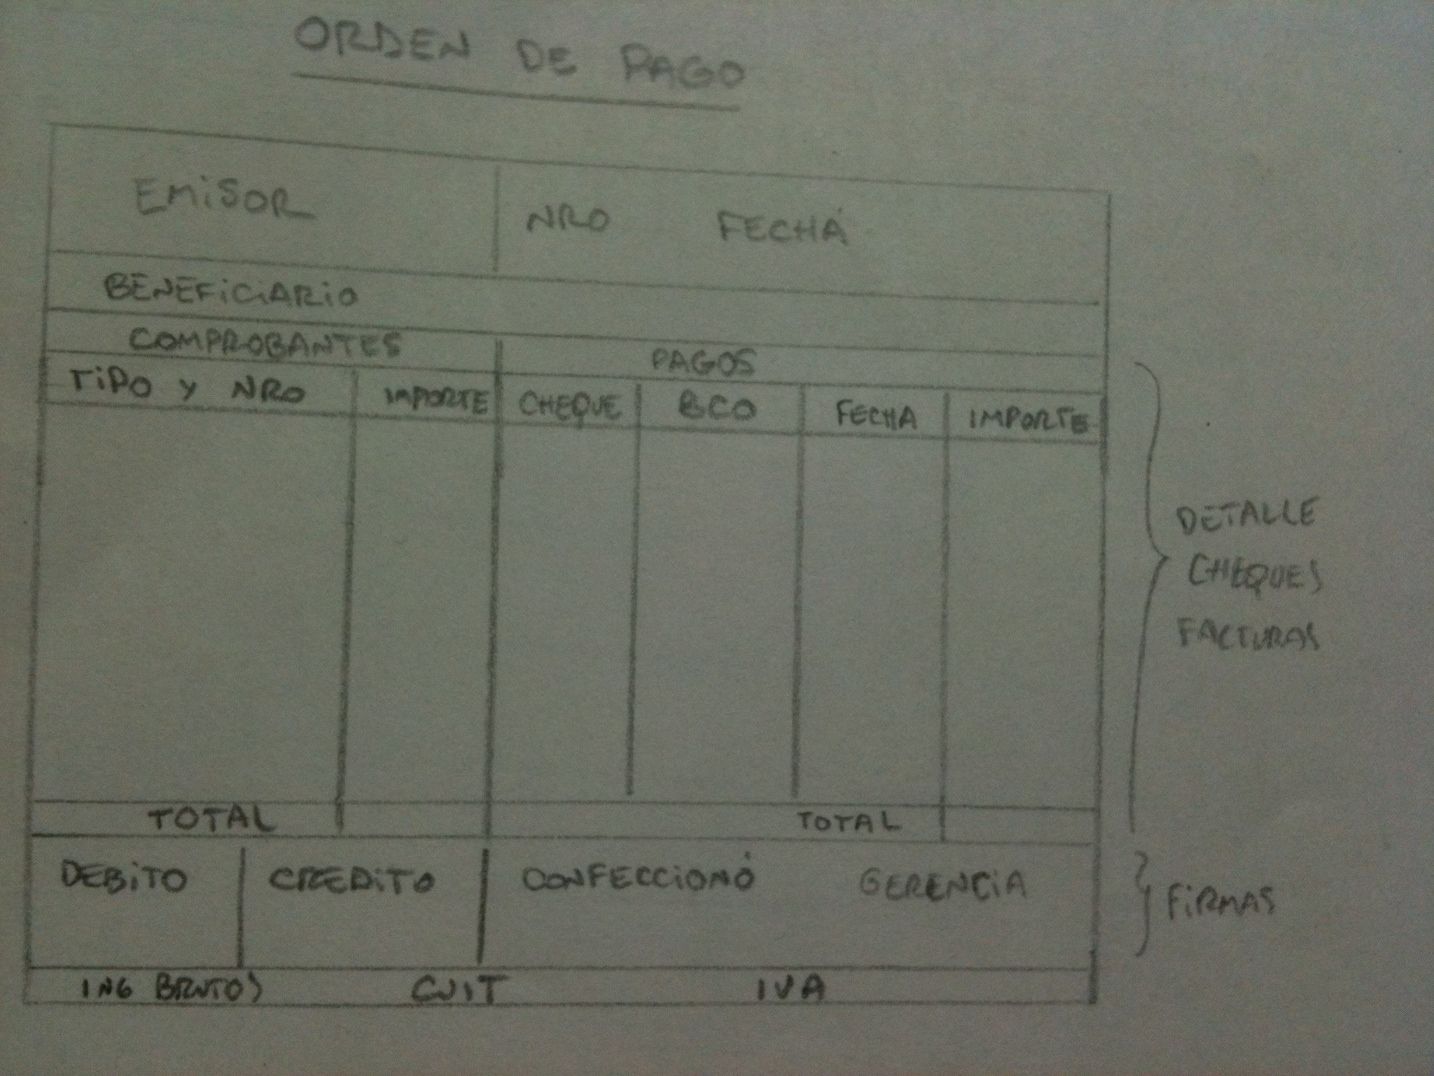 ORDEN DE PAGO
EMISOR
NRO FECHA
BENEFICIARIO
COMPROBANTES
PAGOS
TIPO Y NRO IMPORTE CHEQUE BCO FECHA IMPORTE
DETALLE
CHEQUES
FACTURAS
TOTAL TOTAL
DEBITO CREDITO CONFECCIONÓ GERENCIA
FIRMAS
ING BRUTOS CUIT IVA